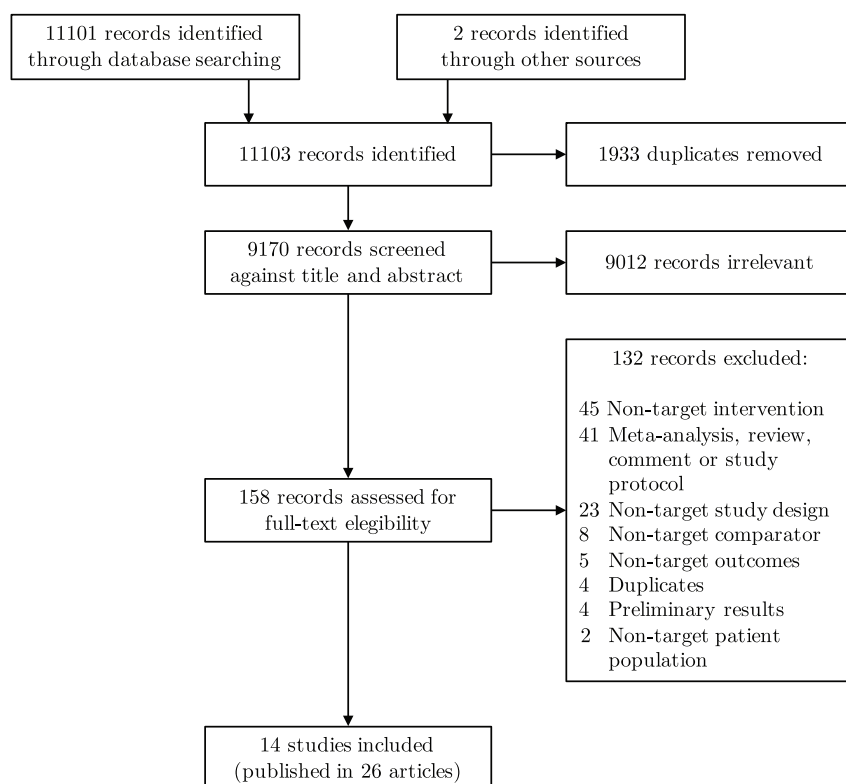 11101 records identified
through database searching
2 records identified
through other sources
11103 records identified
1933 duplicates removed
9170 records screened
against title and abstract
9012 records irrelevant
132 records excluded:
45 Non-target intervention
41 Meta-analysis, review,
comment or study
protocol
23 Non-target study design
8 Non-target comparator
5 Non-target outcomes
4 Duplicates
4 Preliminary results
2 Non-target patient
population
158 records assessed for
full-text elegibility
14 studies included
(published in 26 articles)